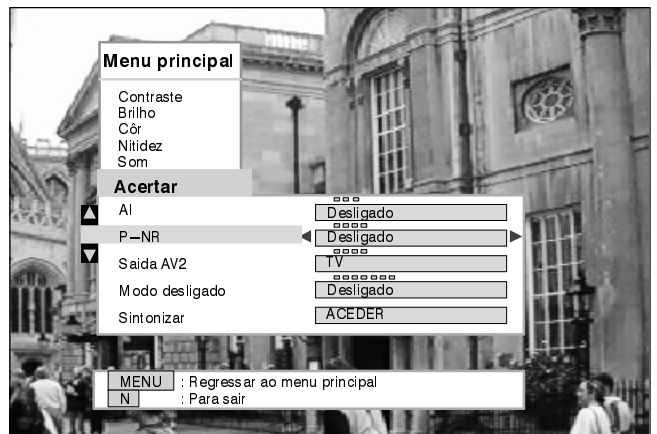 Menu principal
Contraste
Brilho
Côr
Nitidez
Som
Acertar
AI Desligado
P–NR Desligado
Saida AV2 TV
Modo desligado Desligado
Sintonizar ACEDER
MENU : Regressar ao menu principal
N : Para sair